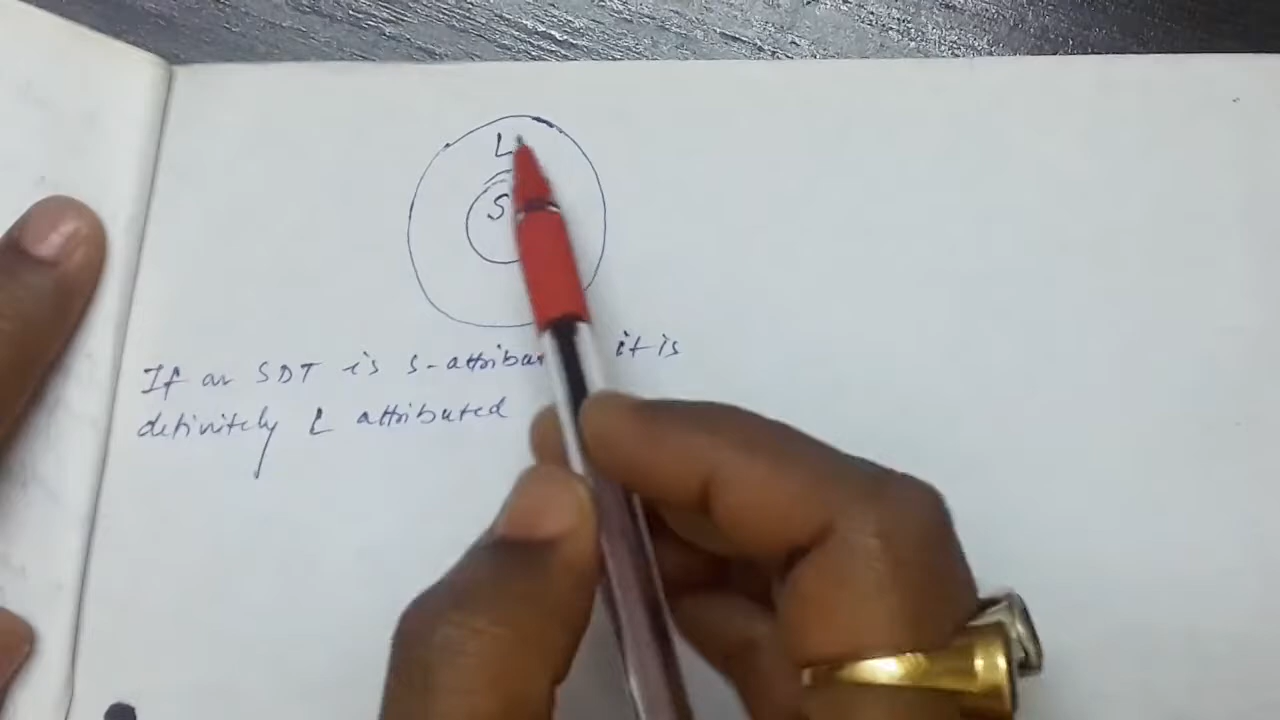 L
S
If an SDT is s-attribu it is
definitely L attributed